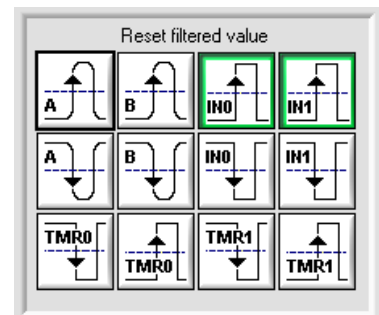 Reset filtered value
A B IN0 IN1
A B IN0 IN1
TMR0 TMR0 TMR1 TMR1